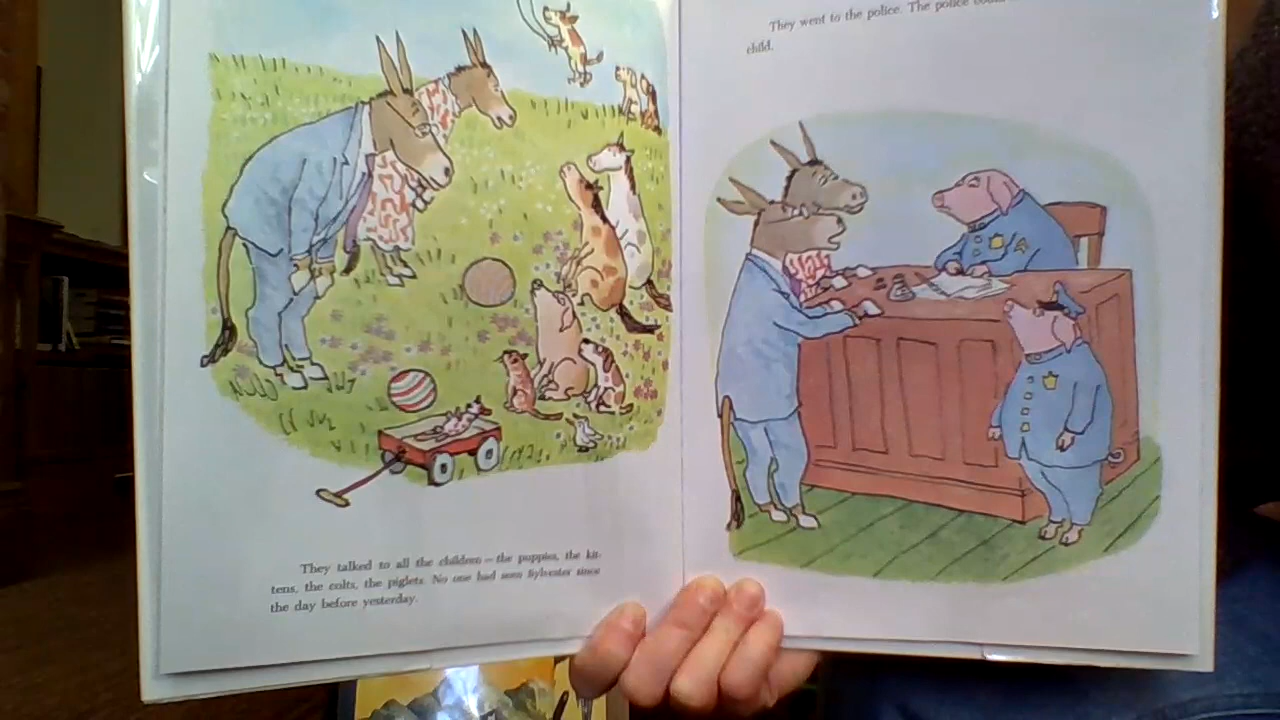 They talked to all the children — the puppies, the kit-
tens, the colts, the piglets. No one had seen Sylvester since
the day before yesterday.
They went to the police. The police
child.